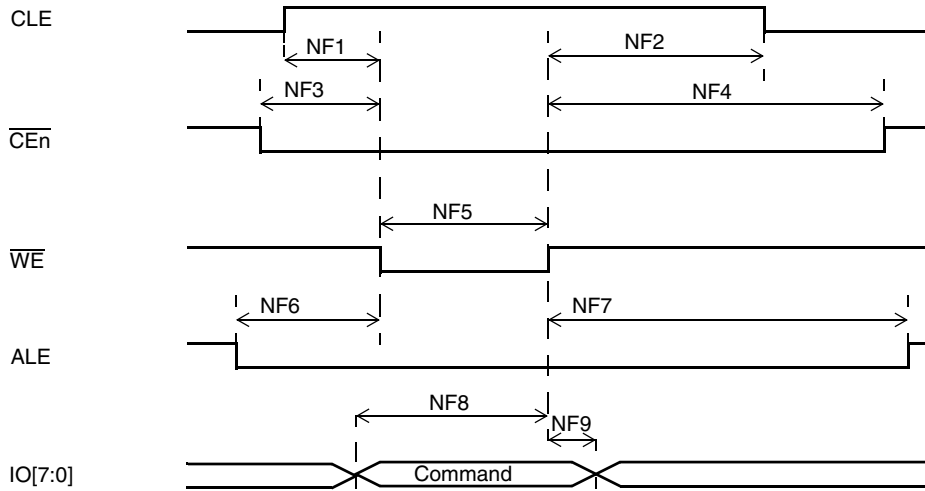 CLE
NF1
NF2
NF3
NF4
CEn
NF5
WE
NF6
NF7
ALE
NF8
NF9
IO[7:0]
Command